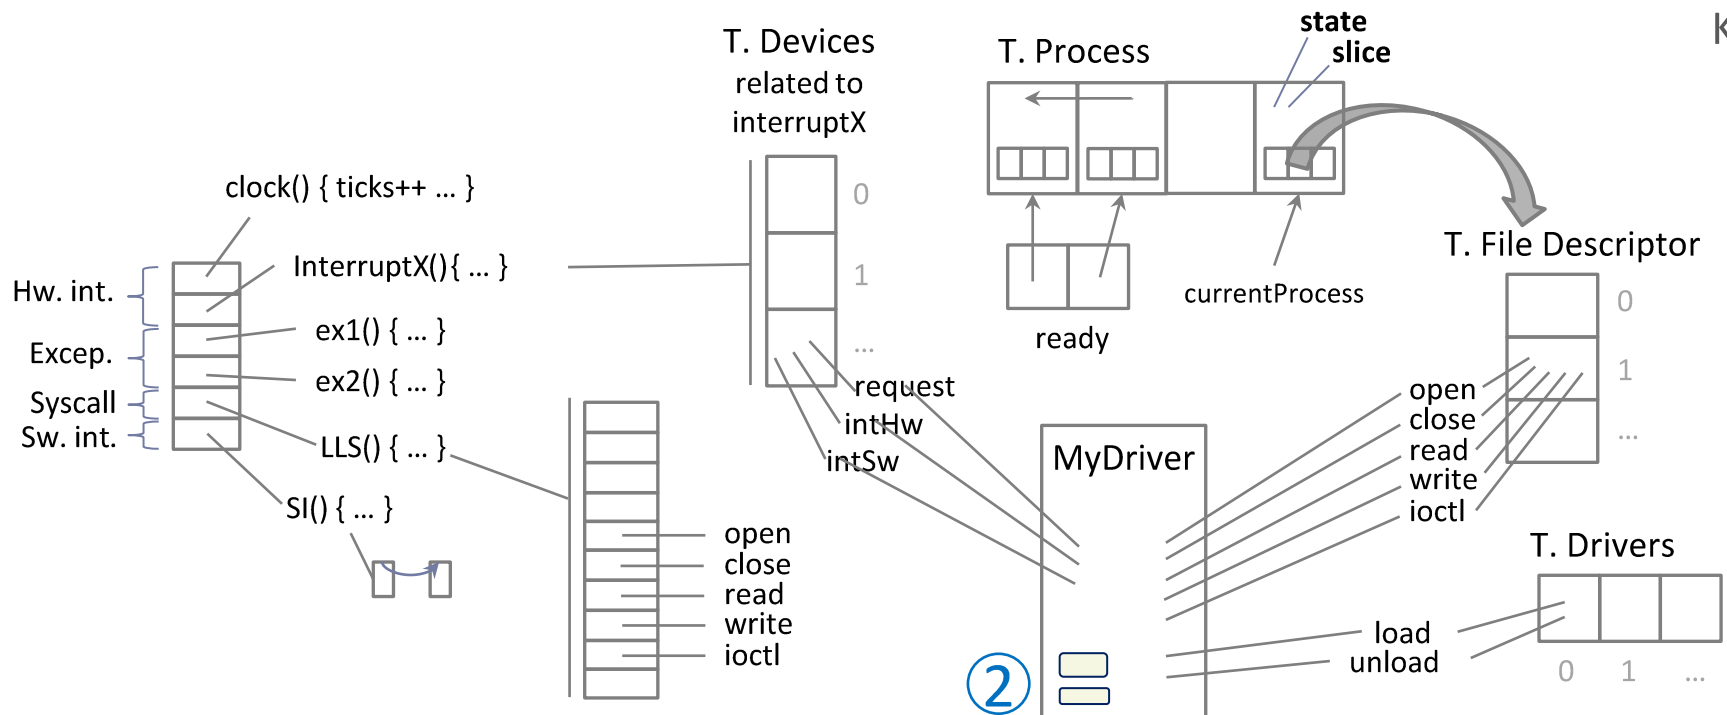 state
slice
K
T. Devices
related to
interruptX
T. Process
clock() { ticks++ ... }
0
T. File Descriptor
InterruptX(){ ... }
1
Hw. int.
currentProcess
0
ex1() { ... }
ready
...
Excep.
ex2() { ... }
request
open
1
Syscall
close
Sw. int.
intHw
LLS() { ... }
intSw
MyDriver
read
...
write
SI() { ... }
ioctl
open
close
read
write
ioctl
T. Drivers
load
unload
0
1
...
2